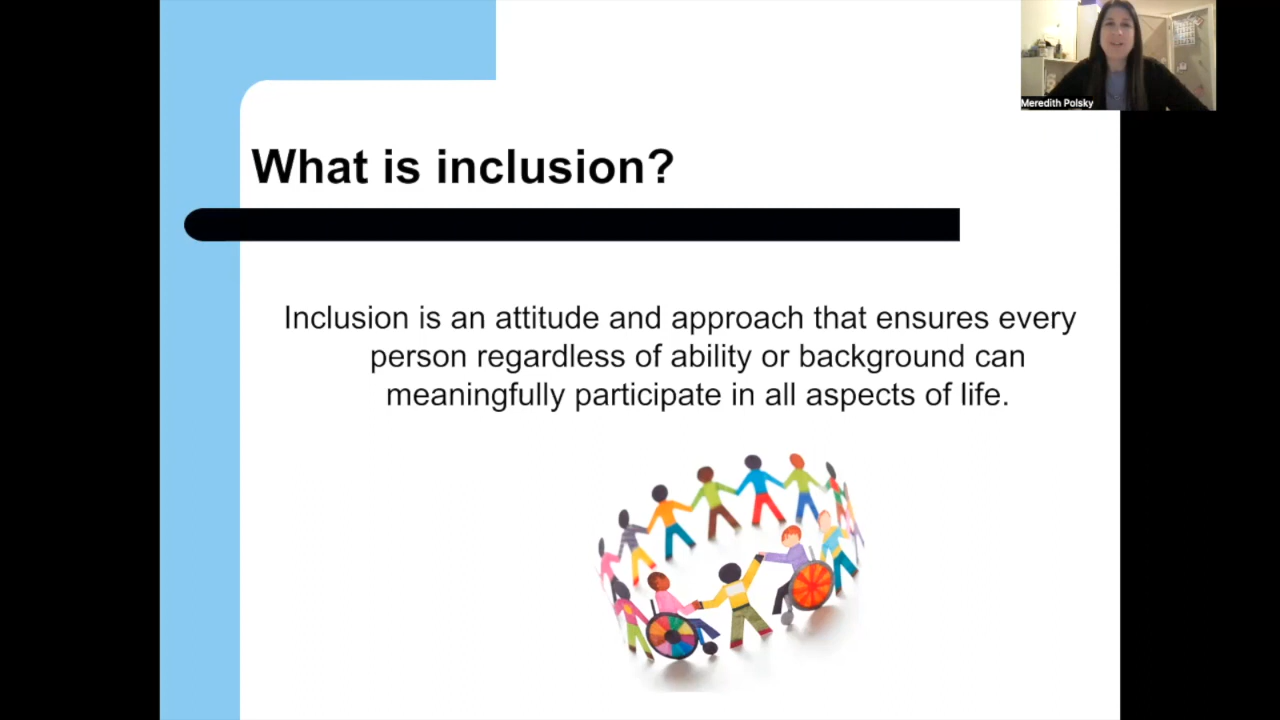 Meredith Polsky
What is inclusion?
Inclusion is an attitude and approach that ensures every
person regardless of ability or background can
meaningfully participate in all aspects of life.